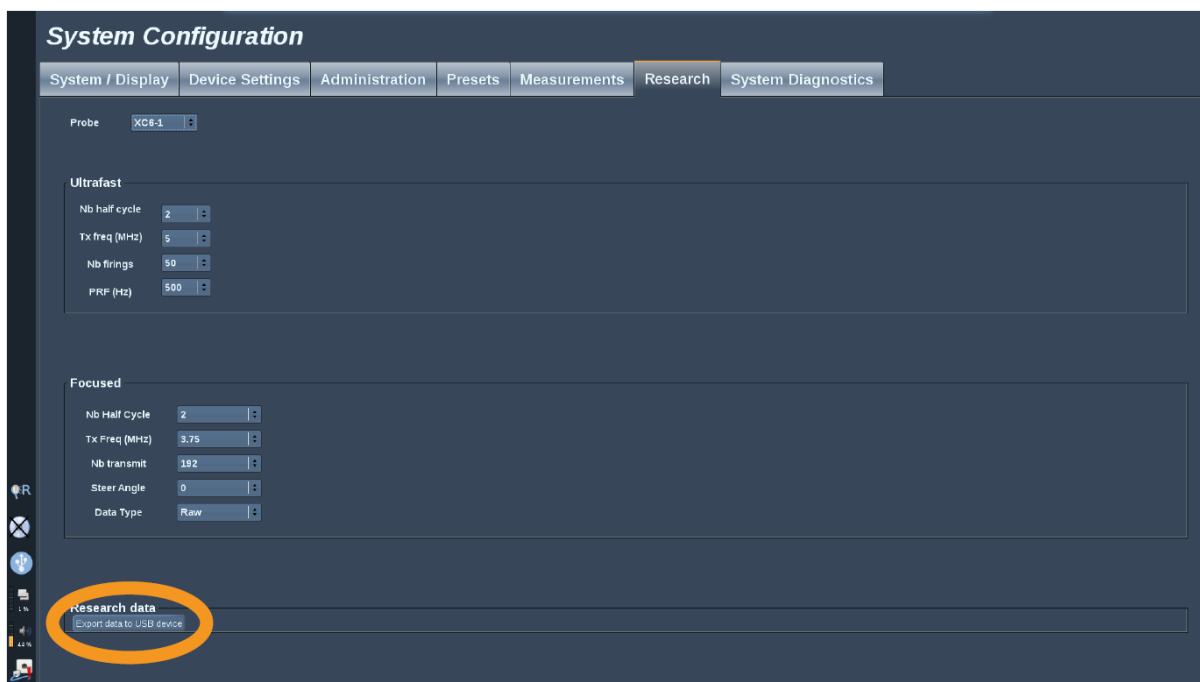 System Configuration
System / Display Device Settings Administration Presets Measurements Research System Diagnostics
Probe XC6-1
Ultrafast
Nb half cycle 2
Tx freq (MHz) 5
Nb firings 50
PRF (Hz) 500
Focused
Nb Half Cycle 2
Tx Freq (MHz) 3.75
Nb transmit 192
Steer Angle 0
Data Type Raw
R
1 %
Research data
Export data to USB device
44 %